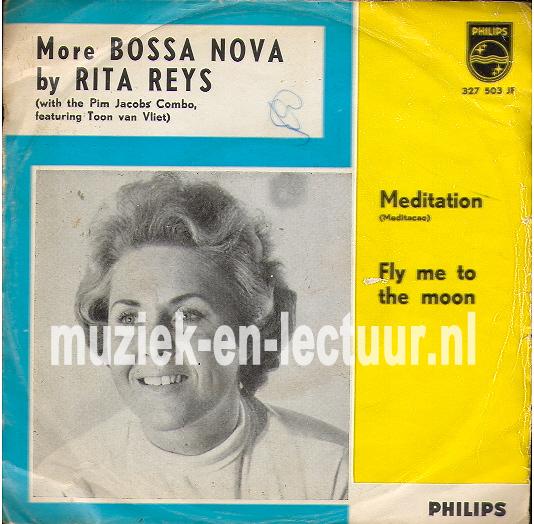 More BOSSA NOVA
by RITA REYS
(with the Pim Jacobs' Combo,
featuring Toon van Vliet)
PHILIPS
327 503 JF
Meditation
(Meditacao)
Fly me to
the moon
muziek-en-lectuur.nl
PHILIPS